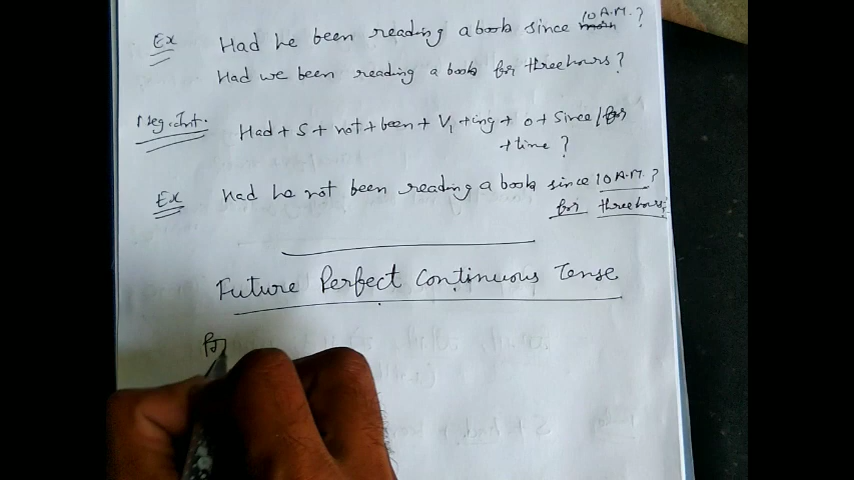 Ex Had he been reading a book since 10 A.M. ?
Had we been reading a book for three hours ?
Neg. Int. Had + S + not + been + V1 + ing + o + Since / for
+ time ?
Ex Had he not been reading a book since 10 A.M. ?
for three hours ?
Future Perfect Continuous Tense